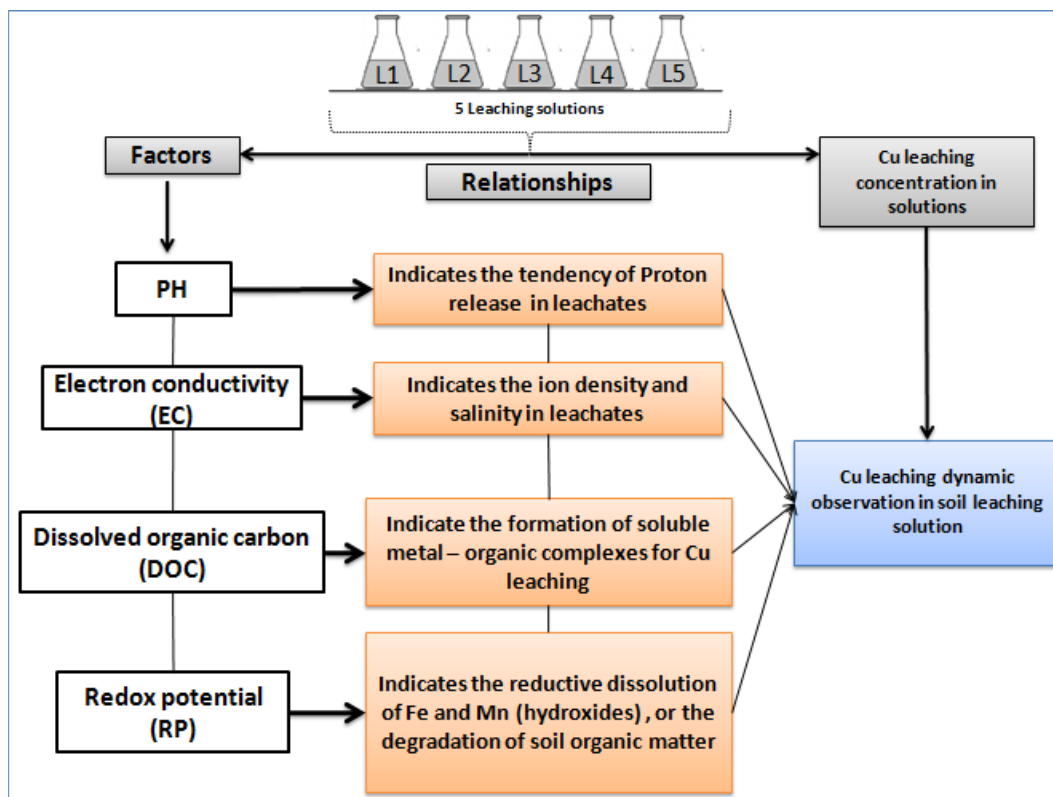 L1 L2 L3 L4 L5
5 Leaching solutions
Factors
Relationships
Cu leaching
concentration in
solutions
PH
Indicates the tendency of Proton
release in leachates
Electron conductivity
(EC)
Indicates the ion density and
salinity in leachates
Cu leaching dynamic
observation in soil leaching
solution
Dissolved organic carbon
(DOC)
Indicate the formation of soluble
metal – organic complexes for Cu
leaching
Redox potential
(RP)
Indicates the reductive dissolution
of Fe and Mn (hydroxides) , or the
degradation of soil organic matter